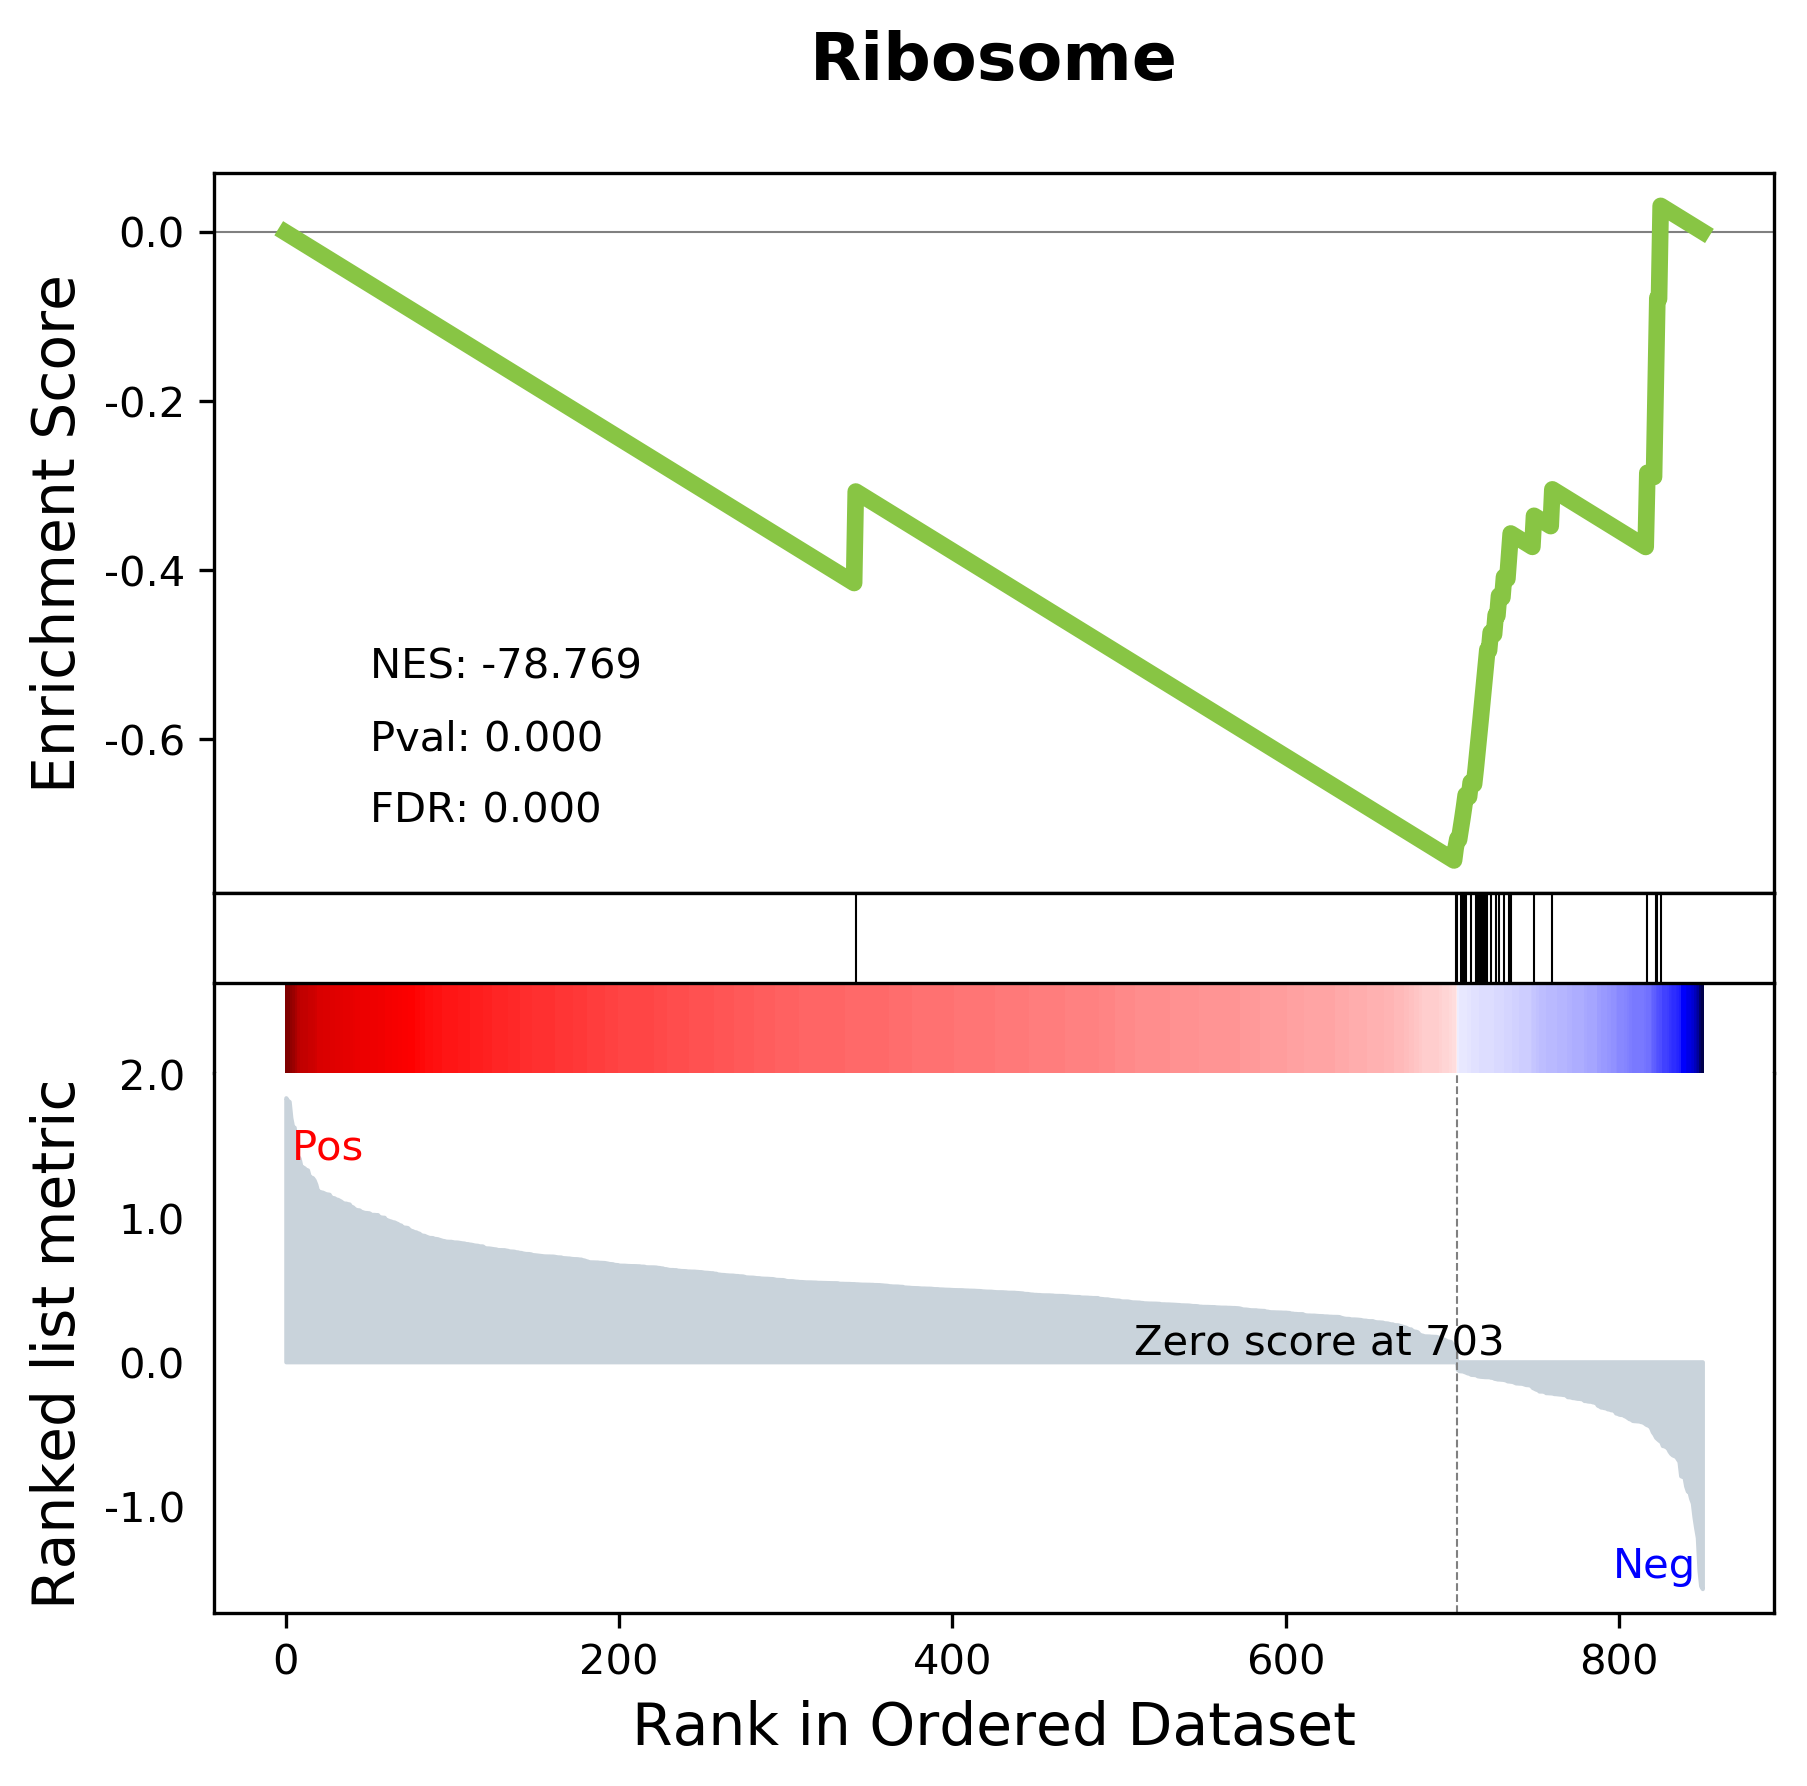 Ribosome
Enrichment Score
0.0
-0.2
-0.4
-0.6
NES: -78.769
Pval: 0.000
FDR: 0.000
Ranked list metric
2.0
1.0
0.0
-1.0
Pos
Zero score at 703
Neg
0 200 400 600 800
Rank in Ordered Dataset